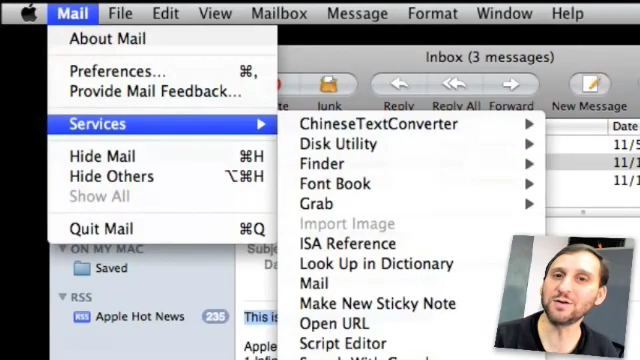 Mail File Edit View Mailbox Message Format Window Help
About Mail
Preferences... ⌘,
Provide Mail Feedback...
Services
Hide Mail ⌘H
Hide Others ⌥⌘H
Show All
Quit Mail ⌘Q
ChineseTextConverter
Disk Utility
Finder
Font Book
Grab
Import Image
ISA Reference
Look Up in Dictionary
Mail
Make New Sticky Note
Open URL
Script Editor
Inbox (3 messages)
Junk Reply Reply All Forward New Message
Date
11/5
11/1
11/1
ON MY MAC
Saved
RSS
RSS Apple Hot News 235
Subje
Da
This is
Apple